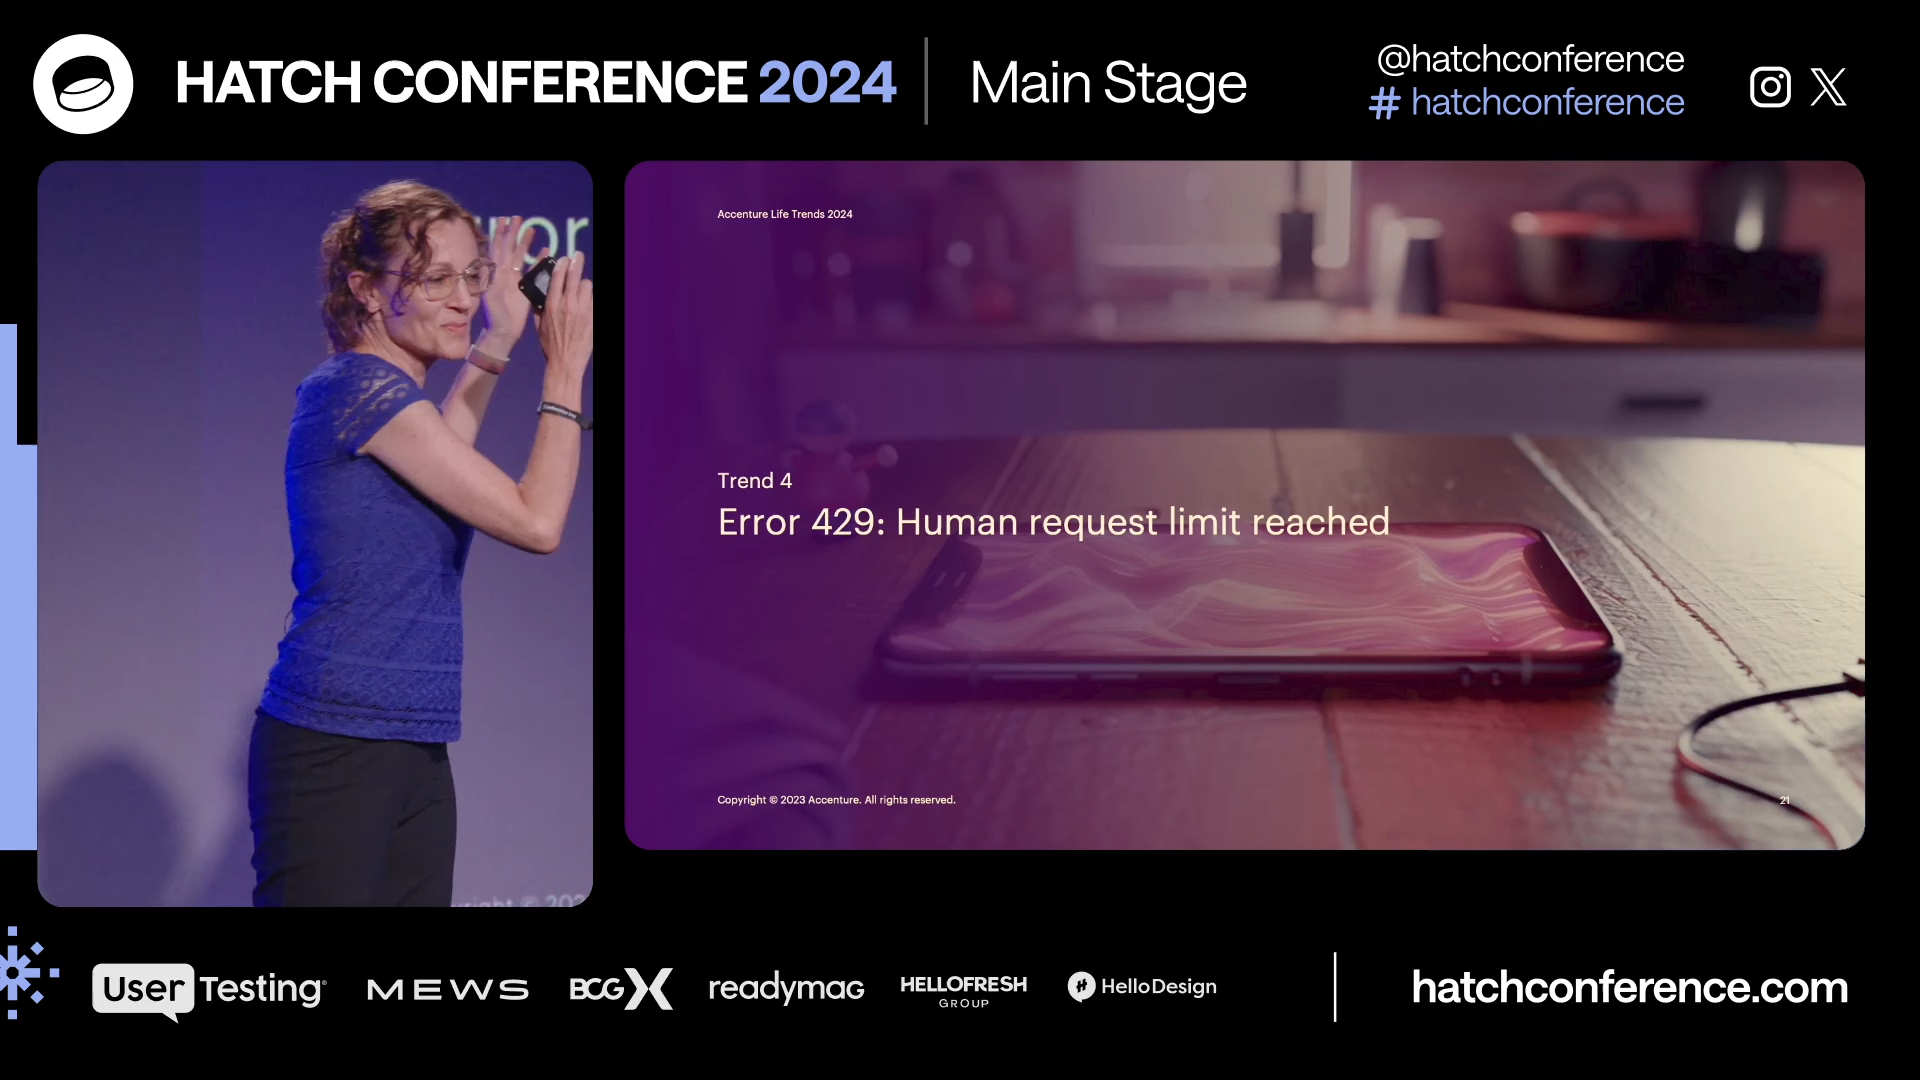 HATCH CONFERENCE 2024
Main Stage
@hatchconference
# hatchconference
Accenture Life Trends 2024
Trend 4
Error 429: Human request limit reached
Copyright © 2023 Accenture. All rights reserved.
21
User Testing
MEWS
BCG X
readymag
HELLOFRESH
GROUP
HelloDesign
hatchconference.com